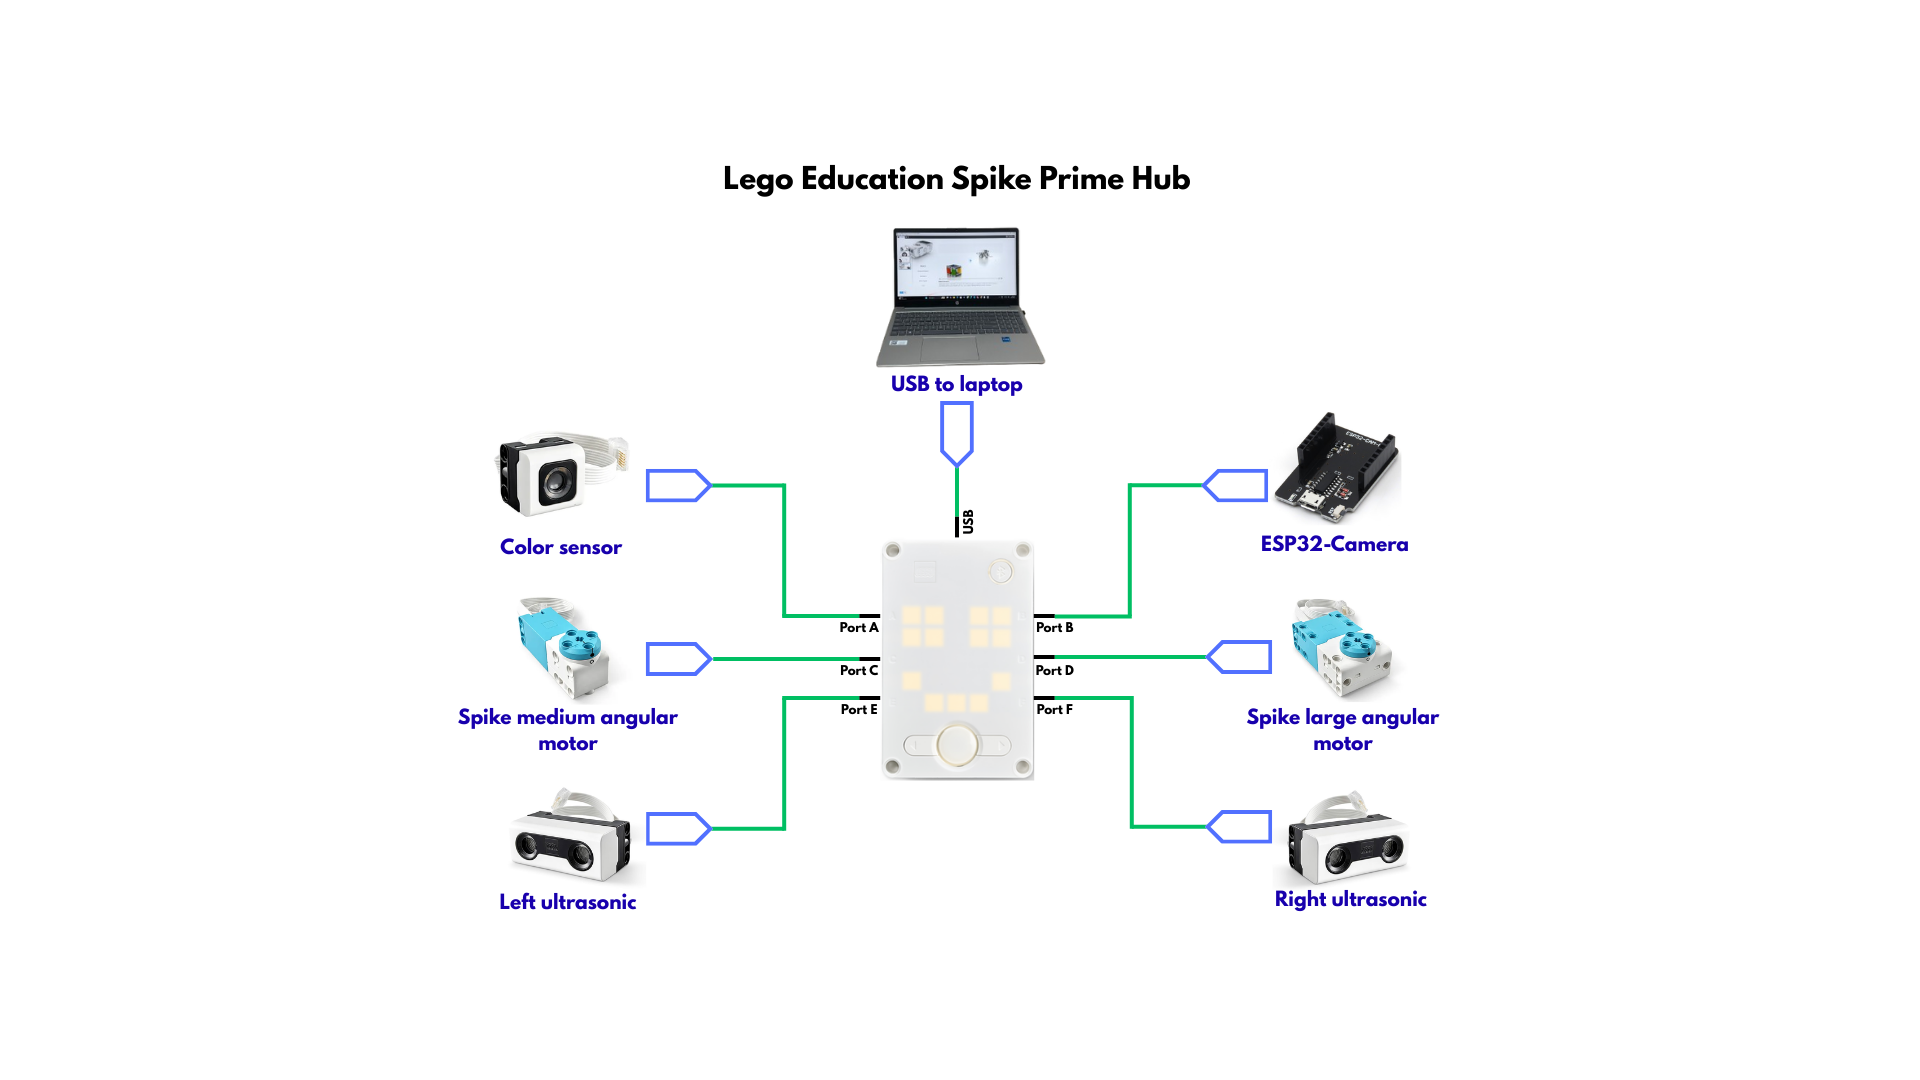 Lego Education Spike Prime Hub
USB to laptop
USB
Color sensor
ESP32-Camera
Port A
Port B
Port C
Port D
Port E
Port F
Spike medium angular
motor
Spike large angular
motor
Left ultrasonic
Right ultrasonic